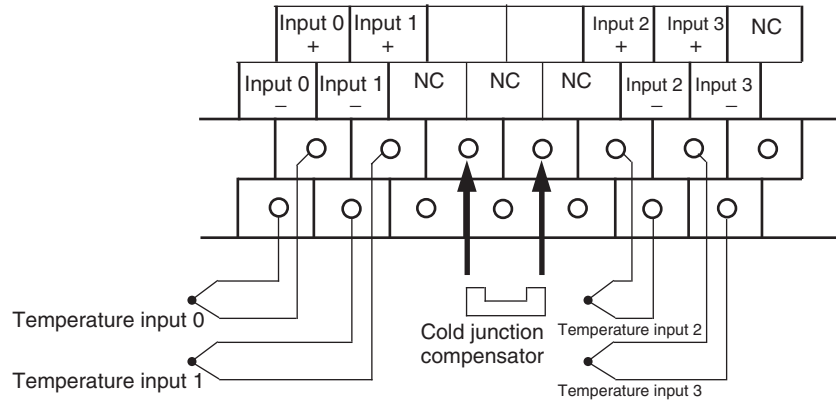 Input 0 Input 1 Input 2 Input 3 NC
+ + + +
Input 0 Input 1 NC NC NC Input 2 Input 3
– – – –
Temperature input 0
Cold junction
compensator
Temperature input 2
Temperature input 1
Temperature input 3